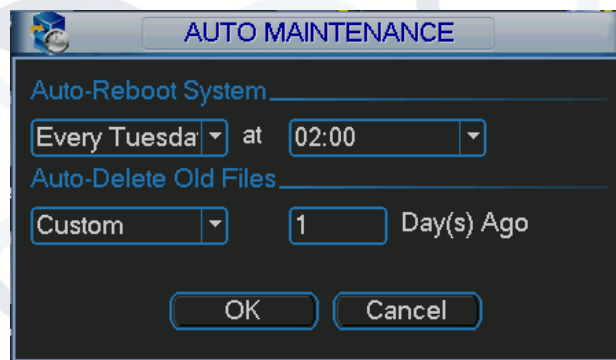 AUTO MAINTENANCE
Auto-Reboot System
Every Tuesda at 02:00
Auto-Delete Old Files
Custom 1 Day(s) Ago
OK Cancel